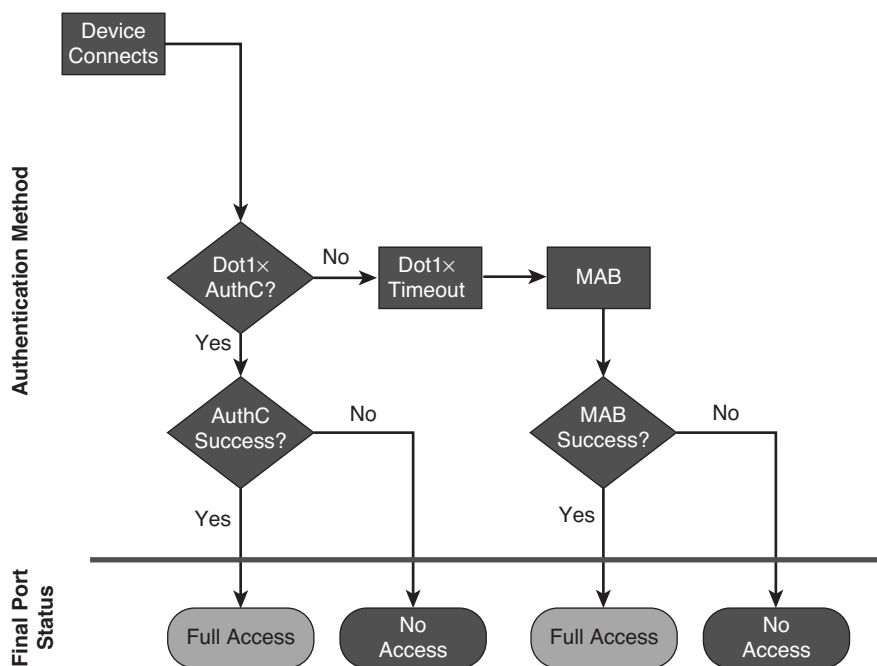 Device
Connects
Authentication Method
Dot1×
AuthC?
No
Dot1×
Timeout
MAB
Yes
AuthC
Success?
No
MAB
Success?
No
Yes
Yes
Final Port
Status
Full Access
No
Access
Full Access
No
Access